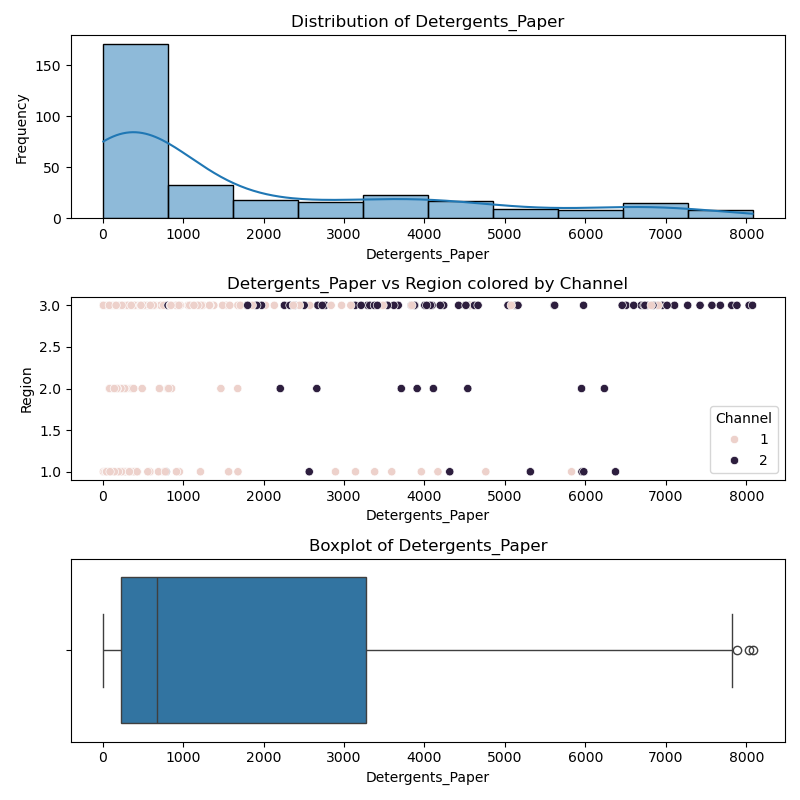 Distribution of Detergents_Paper
150
100
50
0
Frequency
0 1000 2000 3000 4000 5000 6000 7000 8000
Detergents_Paper
Detergents_Paper vs Region colored by Channel
3.0
2.5
2.0
1.5
1.0
Region
Channel
1
2
0 1000 2000 3000 4000 5000 6000 7000 8000
Detergents_Paper
Boxplot of Detergents_Paper
0 1000 2000 3000 4000 5000 6000 7000 8000
Detergents_Paper